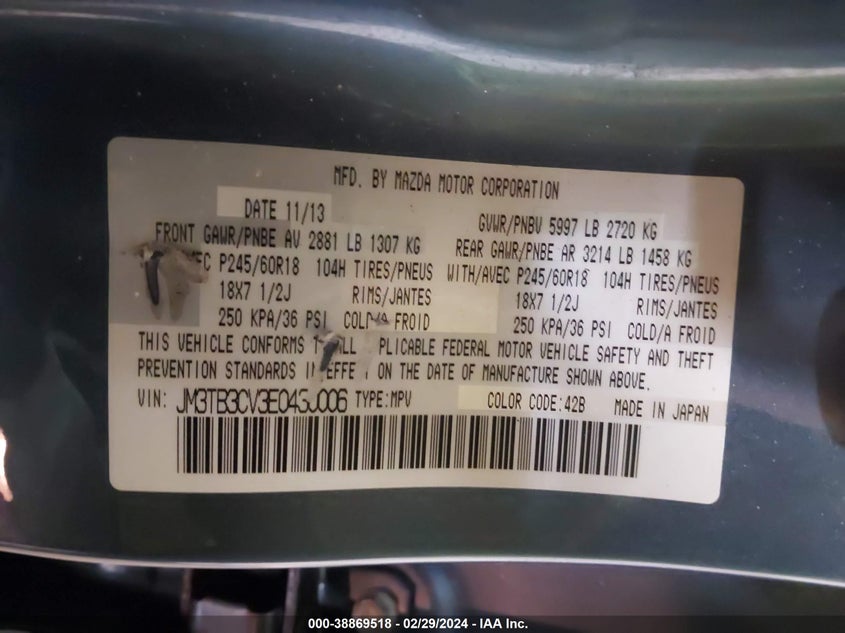 MFD. BY MAZDA MOTOR CORPORATION
DATE 11/13
GVWR/PNBV 5997 LB 2720 KG
FRONT GAWR/PNBE AV 2881 LB 1307 KG
REAR GAWR/PNBE AR 3214 LB 1458 KG
P245/60R18 104H TIRES/PNEUS
WITH/AVEC P245/60R18 104H TIRES/PNEUS
18X7 1/2J RIMS/JANTES
18X7 1/2J RIMS/JANTES
250 KPA/36 PSI COLD/A FROID
250 KPA/36 PSI COLD/A FROID
THIS VEHICLE CONFORMS FEDERAL MOTOR VEHICLE SAFETY AND THEFT
PREVENTION STANDARDS IN ON THE DATE OF MANUFACTURE SHOWN ABOVE.
VIN: TYPE:MPV COLOR CODE:42B MADE IN JAPAN
000-38869518 - 02/29/2024 - IAA Inc.